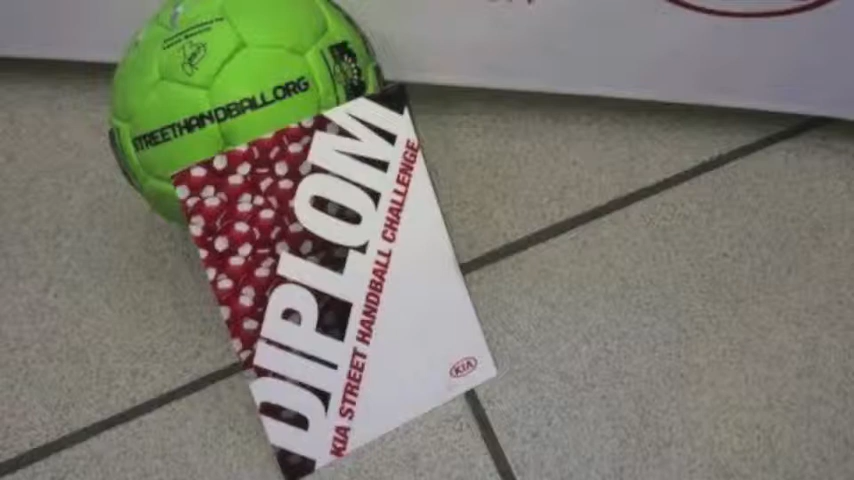 STREETHANDBALL.ORG
DIPLOM
KIA STREET HANDBALL CHALLENGE
KIA